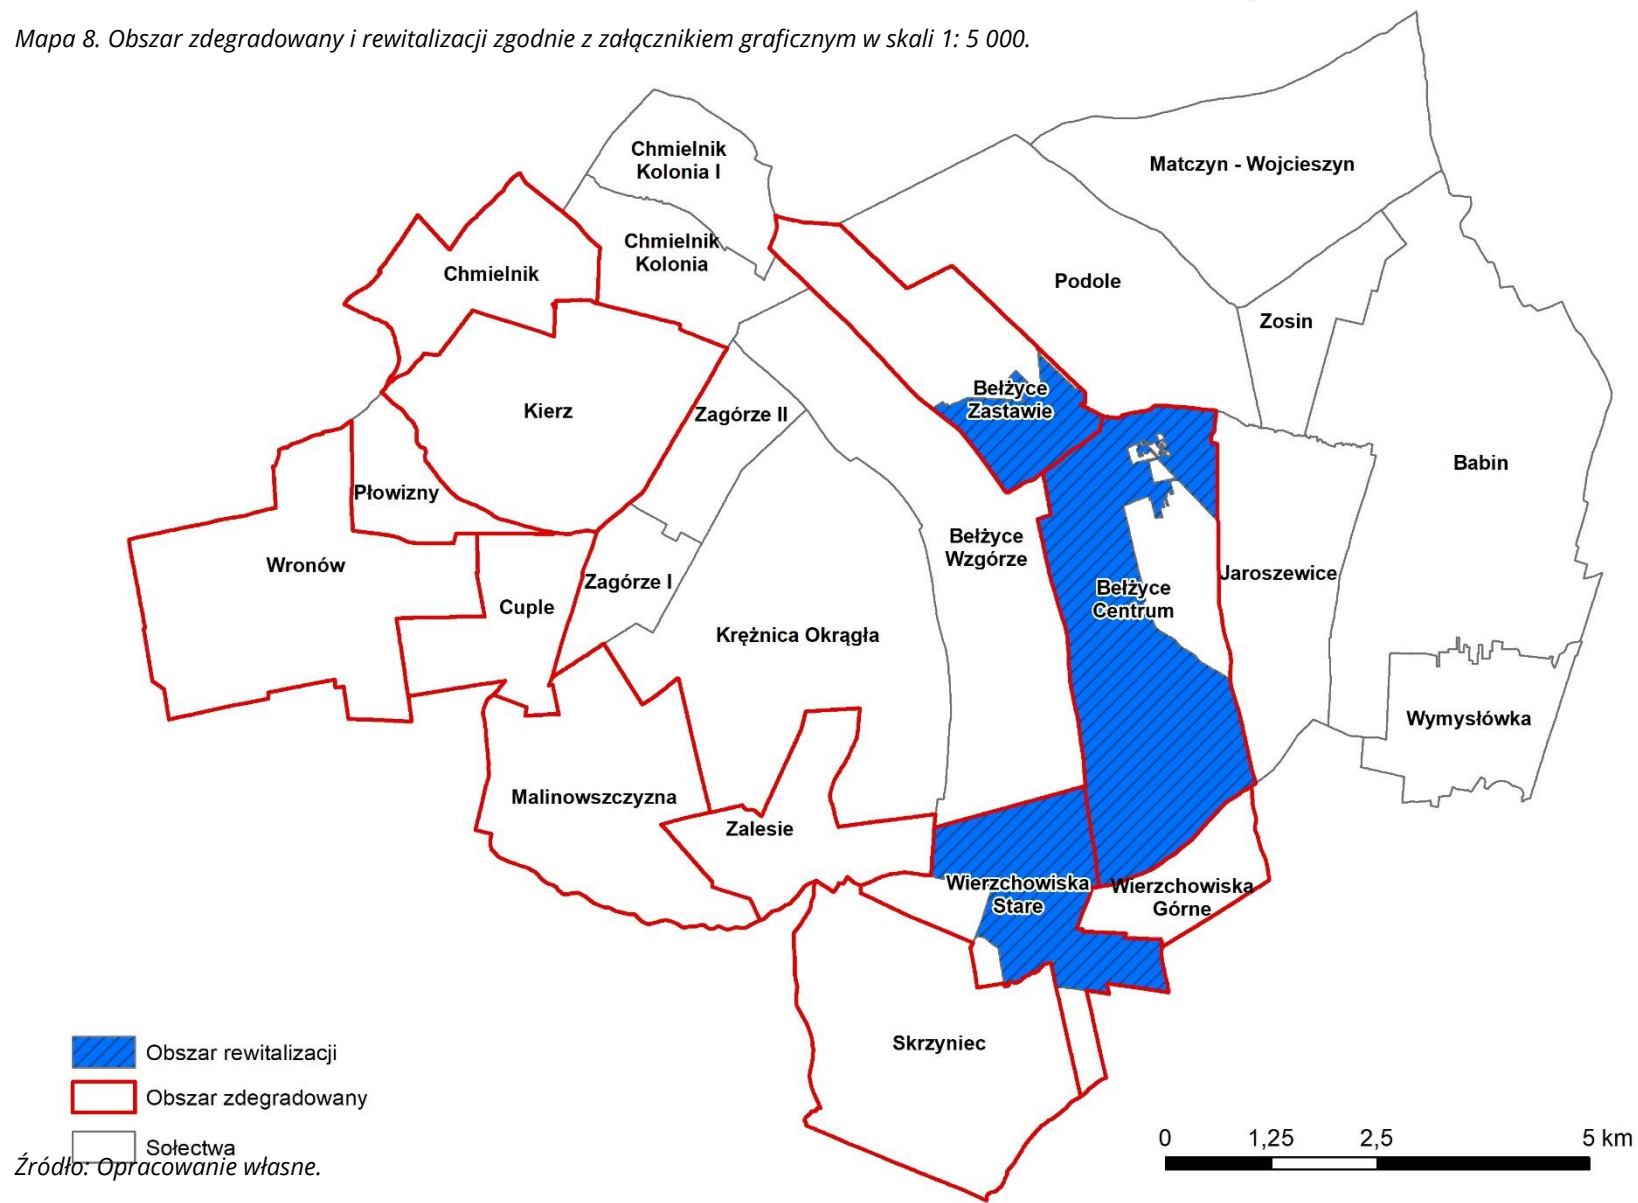 Mapa 8. Obszar zdegradowany i rewitalizacji zgodnie z załącznikiem graficznym w skali 1: 5 000.
Chmielnik
Kolonia I
Matczyn - Wojcieszyn
Chmielnik
Kolonia
Chmielnik
Podole
Zosin
Bełżyce
Zastawie
Kierz
Zagórze II
Babin
Płowizny
Bełżyce
Wzgórze
Wronów
Jaroszewice
Zagórze I
Bełżyce
Centrum
Cuple
Krężnica Okrągła
Wymysłówka
Malinowszczyzna
Zalesie
Wierzchowiska
Stare
Wierzchowiska
Górne
Skrzyniec
Obszar rewitalizacji
Obszar zdegradowany
Sołectwa
0 1,25 2,5 5 km
Źródło: Opracowanie własne.